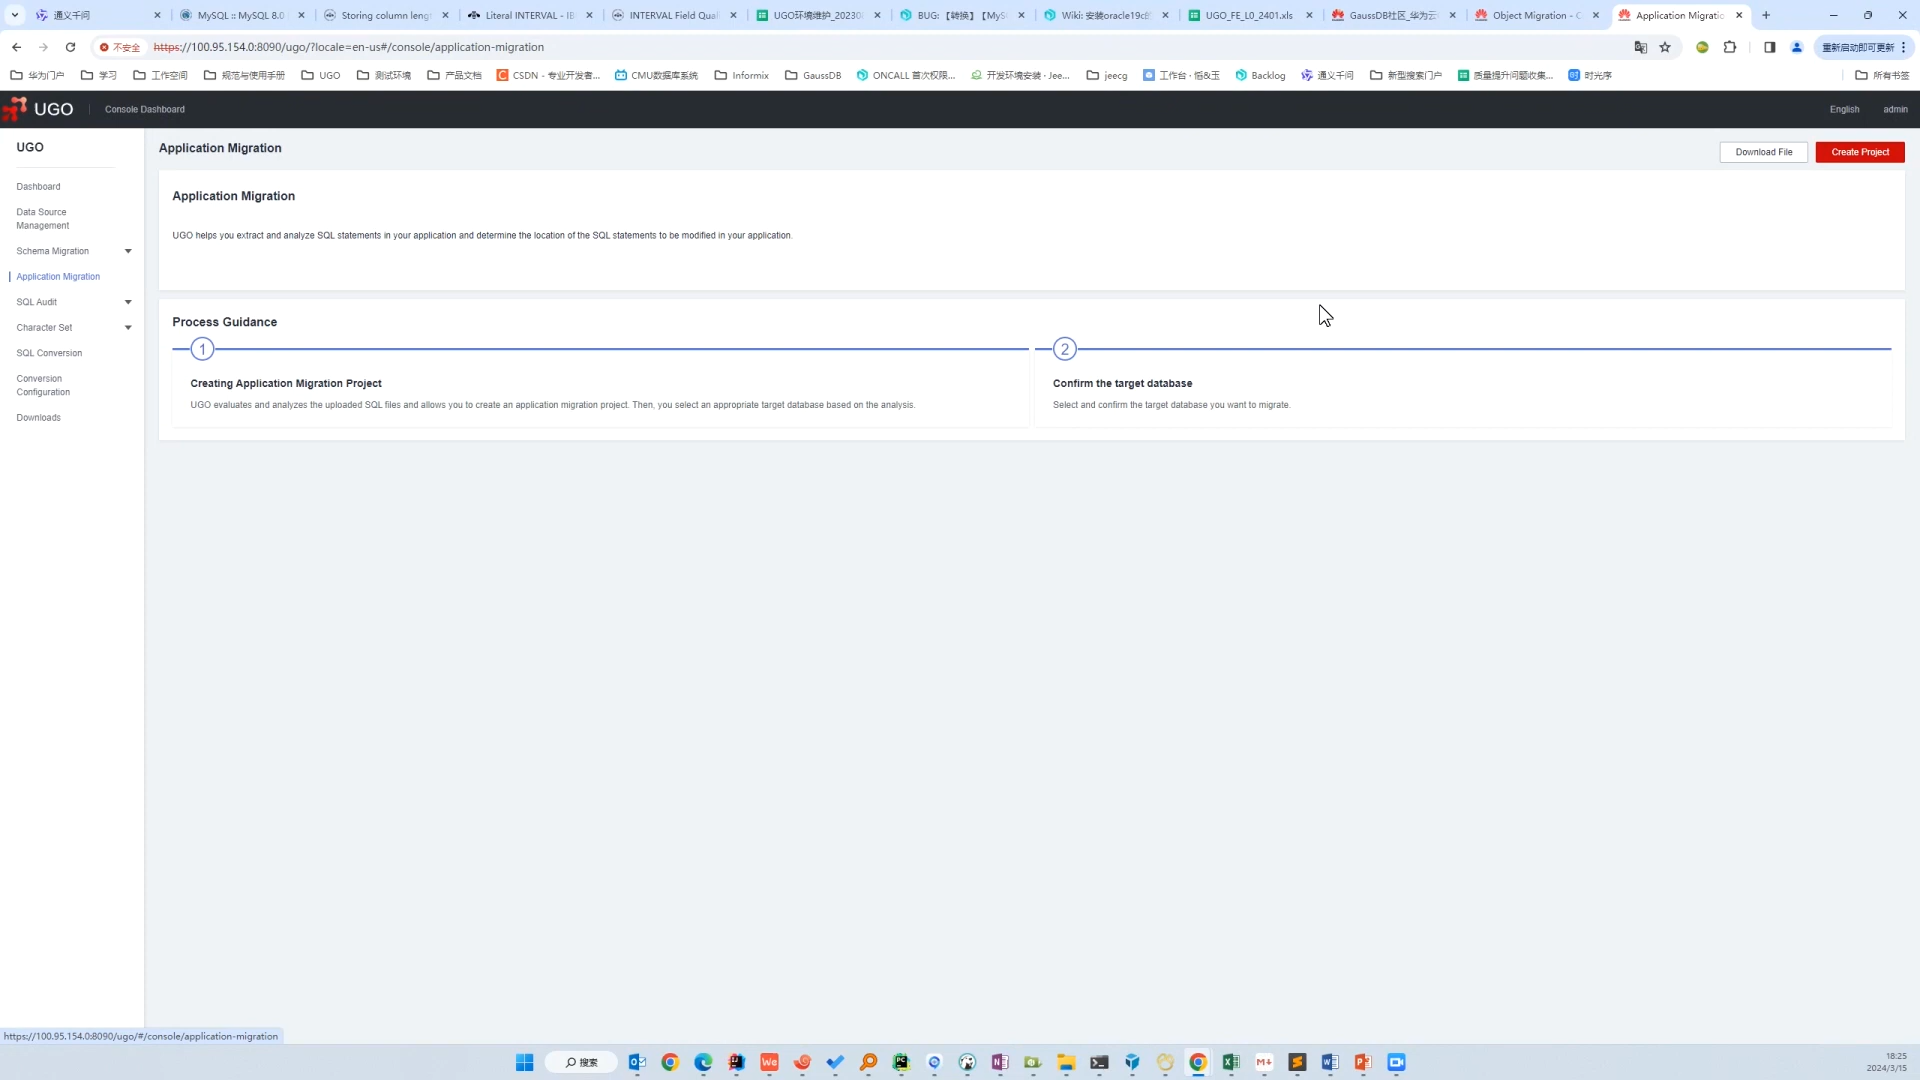 通义千问
MySQL :: MySQL 8.0
Storing column leng
Literal INTERVAL - IB
INTERVAL Field Qual
UGO环境维护_20230
BUG:【转换】【MyS
Wiki: 安装oracle19c的
UGO_FE_L0_2401.xls
GaussDB社区_华为云
Object Migration - C
Application Migratio
不安全
https://100.95.154.0:8090/ugo/?locale=en-us#/console/application-migration
重新启动即可更新
华为门户
学习
工作空间
规范与使用手册
UGO
测试环境
产品文档
CSDN - 专业开发者...
CMU数据库系统
Informix
GaussDB
ONCALL 首次权限...
开发环境安装 · Jee...
jeecg
Backlog
通义千问
新型搜索门户
质量提升问题收集...
时光序
所有书签
UGO
Console Dashboard
English
admin
UGO
Dashboard
Data Source
Management
Schema Migration
Application Migration
SQL Audit
Character Set
SQL Conversion
Conversion
Configuration
Downloads
Application Migration
Download File
Create Project
Application Migration
UGO helps you extract and analyze SQL statements in your application and determine the location of the SQL statements to be modified in your application.
Process Guidance
1
Creating Application Migration Project
UGO evaluates and analyzes the uploaded SQL files and allows you to create an application migration project. Then, you select an appropriate target database based on the analysis.
2
Confirm the target database
Select and confirm the target database you want to migrate.
https://100.95.154.0:8090/ugo/#/console/application-migration
搜索
18:25
2024/3/15